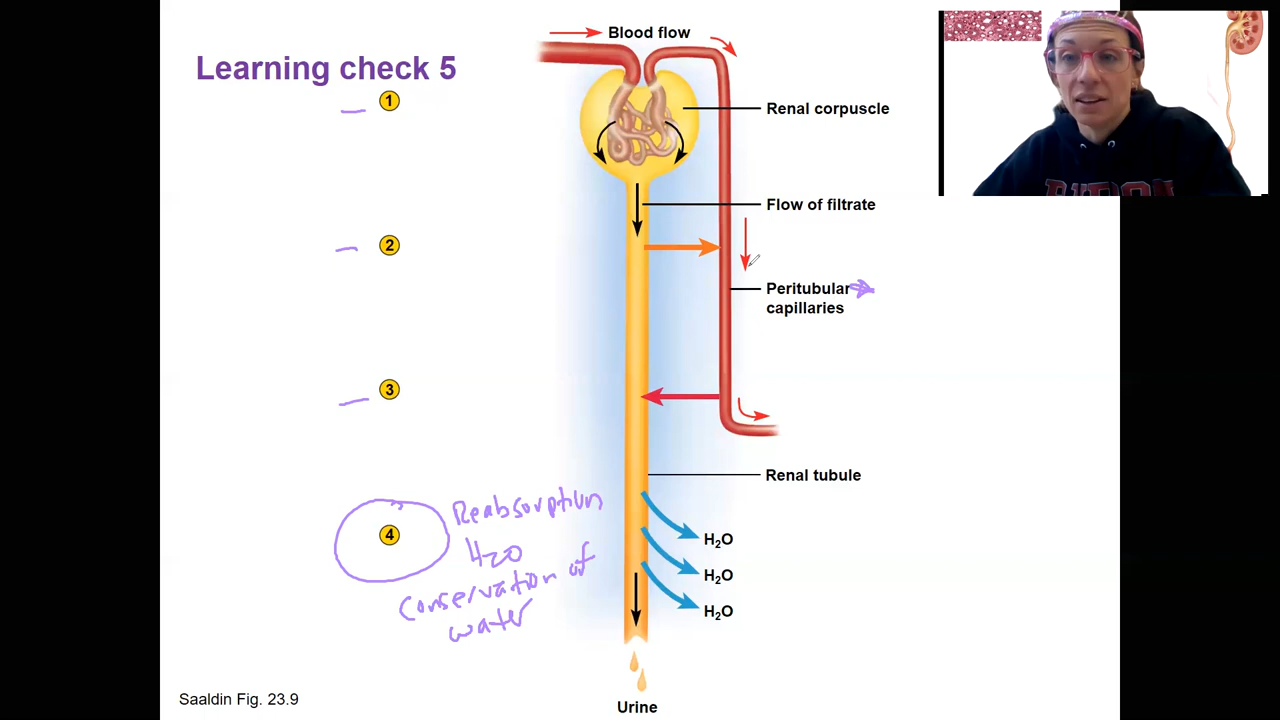 Learning check 5
1
2
3
4
Reabsorption
H2O
Conservation of
water
Blood flow
Renal corpuscle
Flow of filtrate
Peritubular
capillaries
Renal tubule
H₂O
H₂O
H₂O
Urine
Saaldin Fig. 23.9